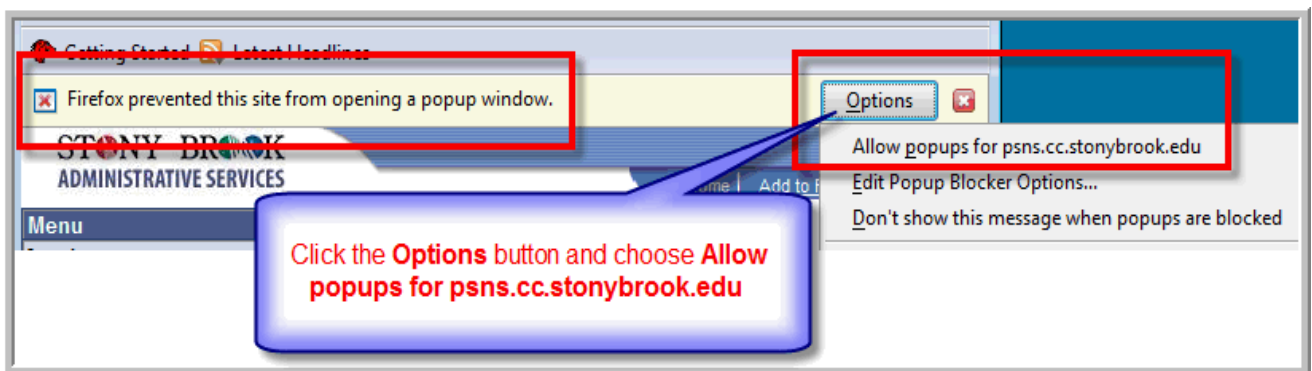 Getting Started Latest Headlines
Firefox prevented this site from opening a popup window.
Options
Allow popups for psns.cc.stonybrook.edu
STONY BROOK
ADMINISTRATIVE SERVICES
Add to
Edit Popup Blocker Options...
Menu
Don't show this message when popups are blocked
Click the Options button and choose Allow
popups for psns.cc.stonybrook.edu